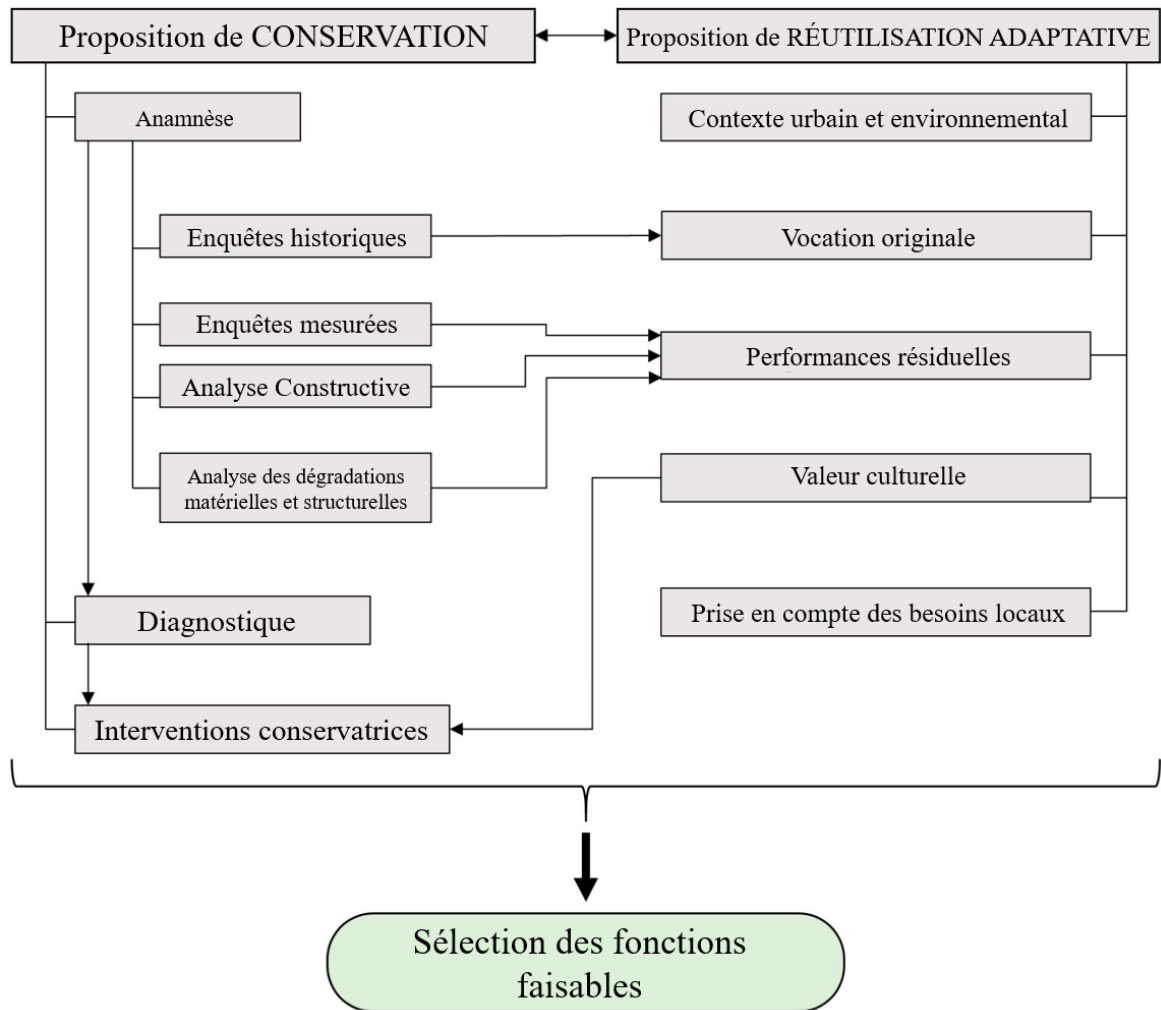 Proposition de CONSERVATION
Proposition de RÉUTILISATION ADAPTATIVE
Anamnèse
Contexte urbain et environnemental
Enquêtes historiques
Vocation originale
Enquêtes mesurées
Performances résiduelles
Analyse Constructive
Analyse des dégradations
matérielles et structurelles
Valeur culturelle
Diagnostique
Prise en compte des besoins locaux
Interventions conservatrices
Sélection des fonctions
faisables